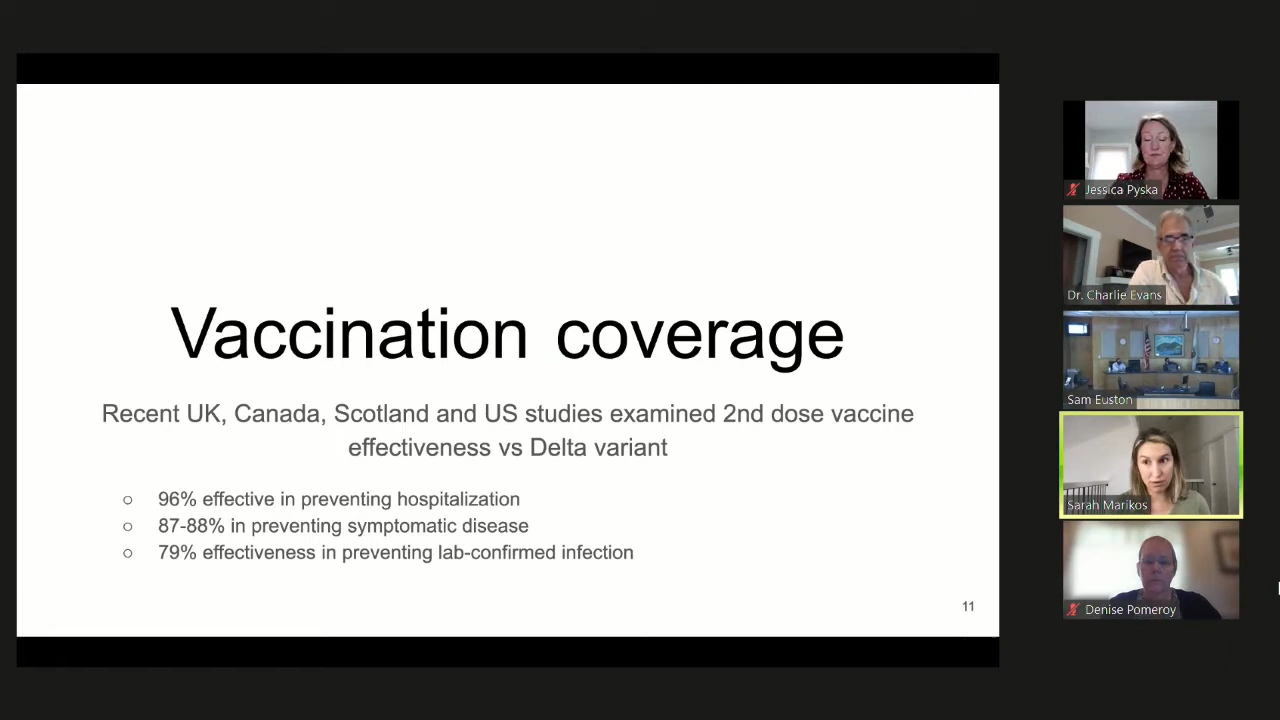 Vaccination coverage
Recent UK, Canada, Scotland and US studies examined 2nd dose vaccine
effectiveness vs Delta variant
○ 96% effective in preventing hospitalization
○ 87-88% in preventing symptomatic disease
○ 79% effectiveness in preventing lab-confirmed infection
11
Jessica Pyska
Dr. Charlie Evans
Sam Euston
Sarah Marikos
Denise Pomeroy